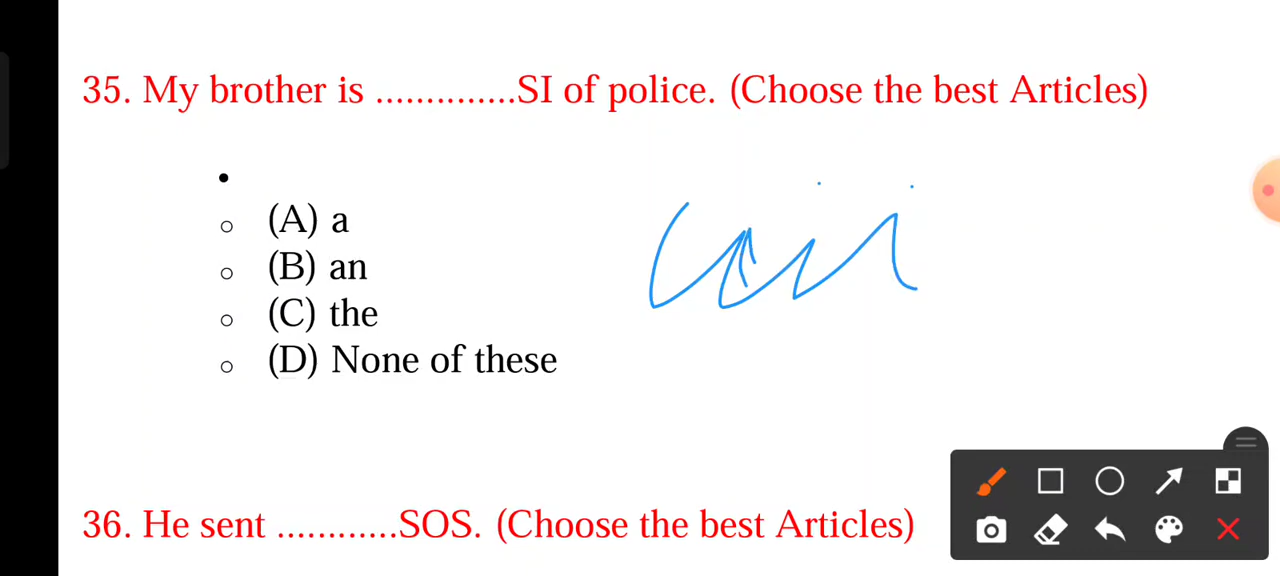 35. My brother is ..............SI of police. (Choose the best Articles)
(A) a
(B) an
(C) the
(D) None of these
36. He sent ............SOS. (Choose the best Articles)